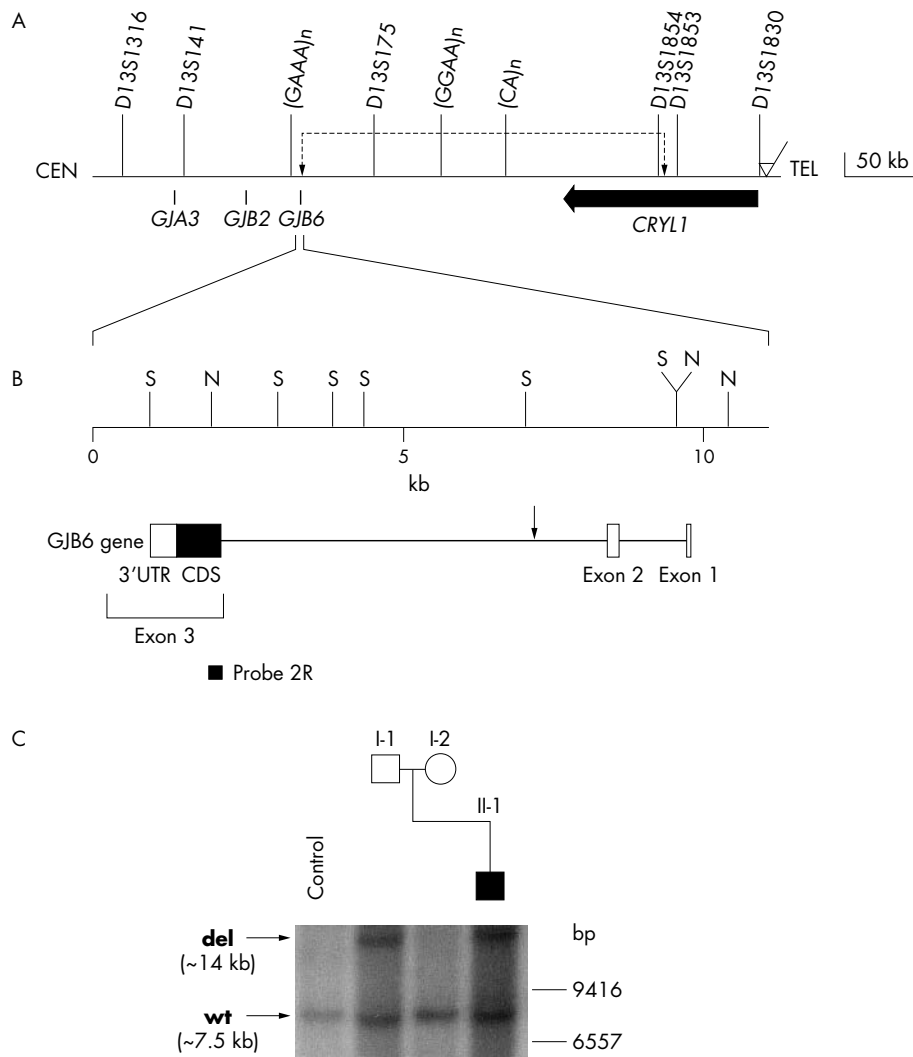 A
D13S1316
D13S141
(GAAA)n
D13S175
(GGAA)n
(CA)n
D13S1854
D13S1853
D13S1830
CEN
TEL
50 kb
GJA3
GJB2
GJB6
CRYL1
B
S
N
S
S
S
S
S
N
N
0
5
10
kb
GJB6 gene
3'UTR
CDS
Exon 2
Exon 1
Exon 3
Probe 2R
C
I-1
I-2
II-1
Control
del
(~14 kb)
bp
9416
wt
(~7.5 kb)
6557